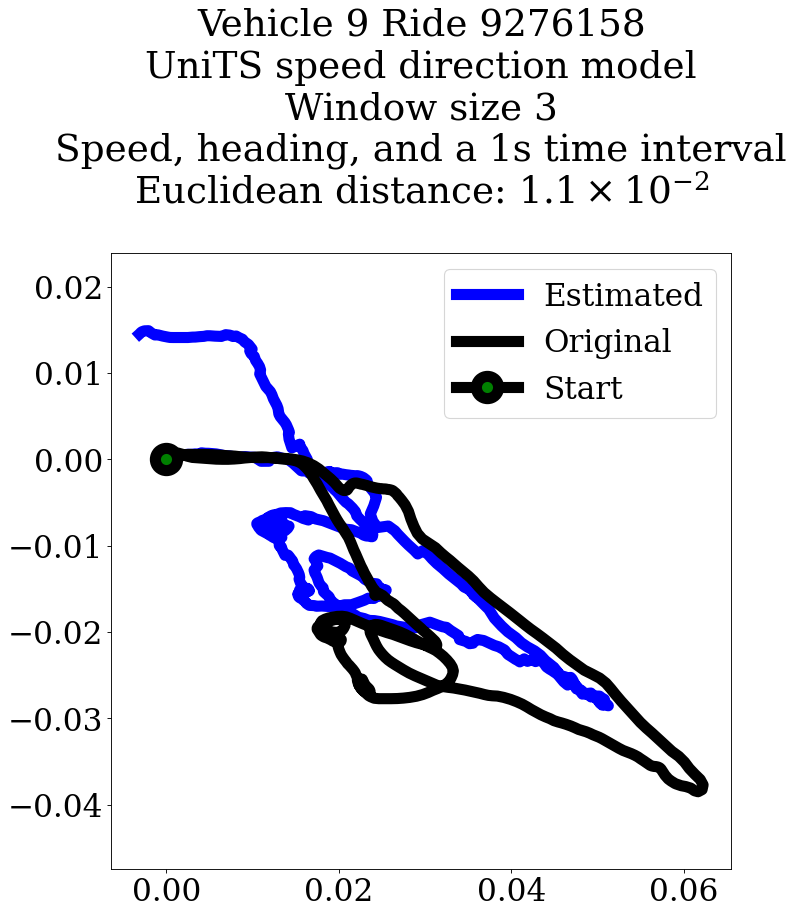 Vehicle 9 Ride 9276158
UniTS speed direction model
Window size 3
Speed, heading, and a 1s time interval
Euclidean distance: 1.1 × 10⁻²
Estimated
Original
Start
0.02
0.01
0.00
−0.01
−0.02
−0.03
−0.04
0.00 0.02 0.04 0.06